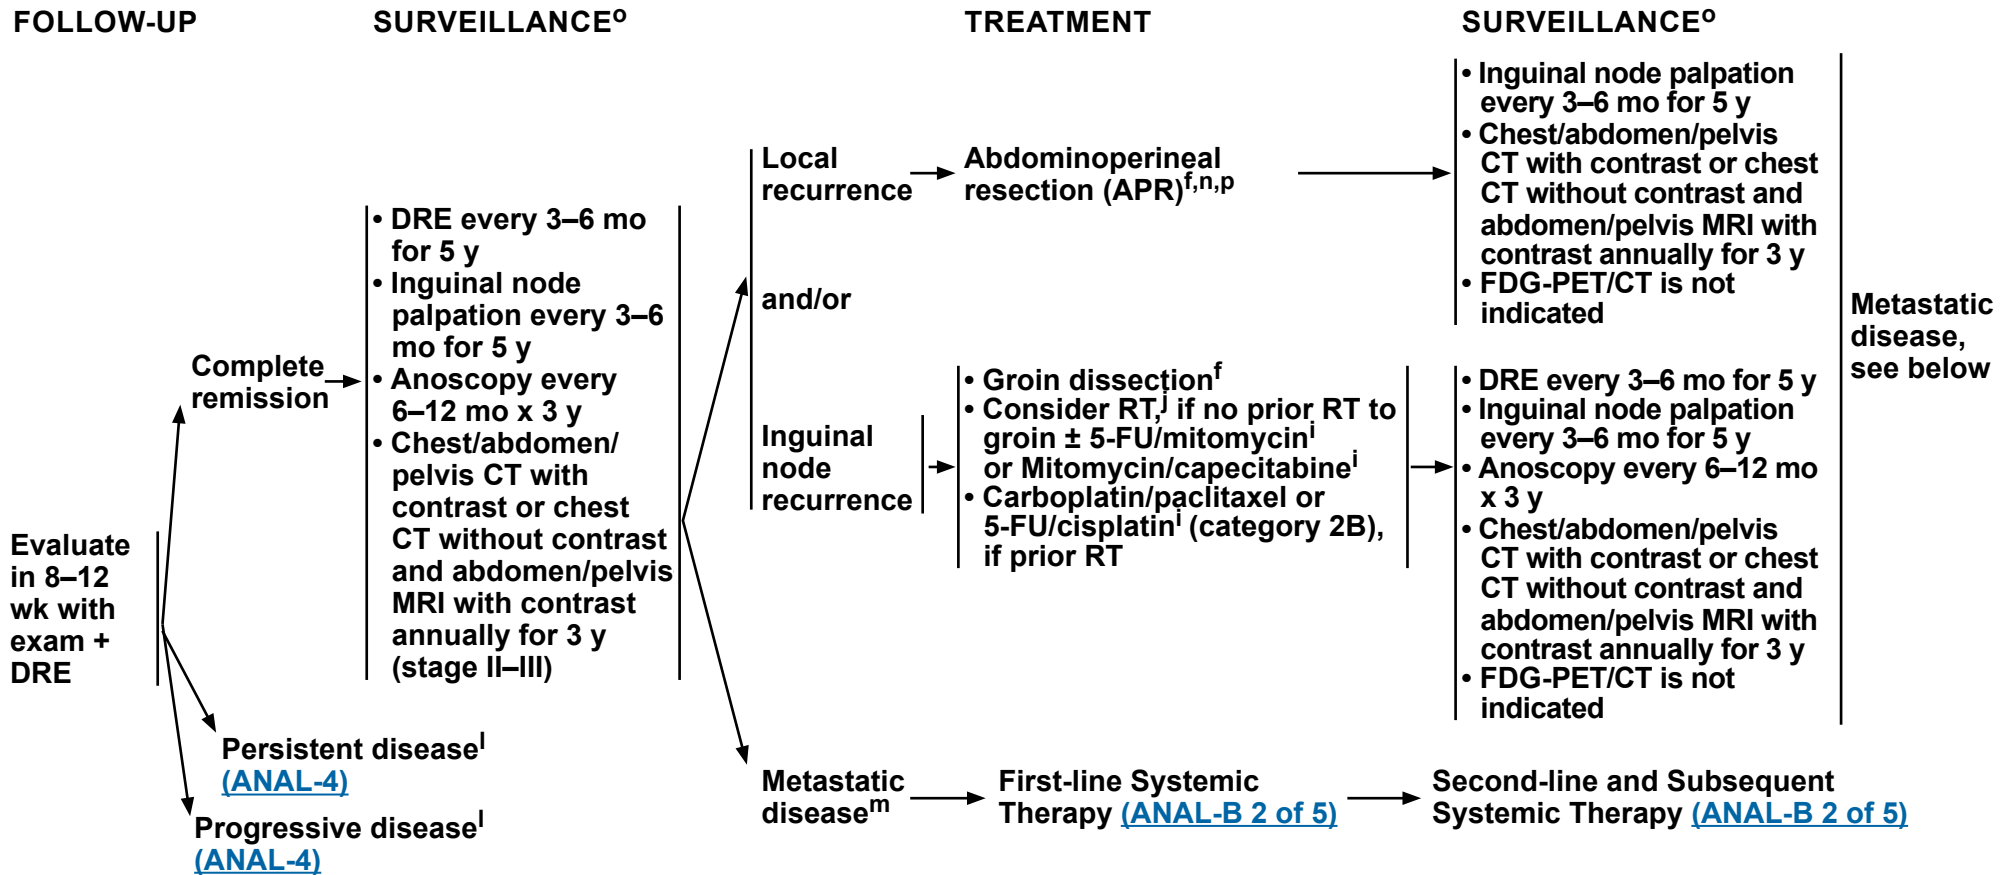 FOLLOW-UP
SURVEILLANCEº
TREATMENT
SURVEILLANCEº
Evaluate
in 8–12
wk with
exam +
DRE
Complete
remission
• DRE every 3–6 mo
for 5 y
• Inguinal node
palpation every 3–6
mo for 5 y
• Anoscopy every
6–12 mo x 3 y
• Chest/abdomen/
pelvis CT with
contrast or chest
CT without contrast
and abdomen/pelvis
MRI with contrast
annually for 3 y
(stage II–III)
Local
recurrence
Abdominoperineal
resection (APR)f,n,p
• Inguinal node palpation
every 3–6 mo for 5 y
• Chest/abdomen/pelvis
CT with contrast or chest
CT without contrast and
abdomen/pelvis MRI with
contrast annually for 3 y
• FDG-PET/CT is not
indicated
and/or
Inguinal
node
recurrence
• Groin dissectionf
• Consider RT,j if no prior RT to
groin ± 5-FU/mitomycini
or Mitomycin/capecitabinei
• Carboplatin/paclitaxel or
5-FU/cisplatini (category 2B),
if prior RT
• DRE every 3–6 mo for 5 y
• Inguinal node palpation
every 3–6 mo for 5 y
• Anoscopy every 6–12 mo
x 3 y
• Chest/abdomen/pelvis
CT with contrast or chest
CT without contrast and
abdomen/pelvis MRI with
contrast annually for 3 y
• FDG-PET/CT is not
indicated
Metastatic
disease,
see below
Persistent diseasel
(ANAL-4)
Progressive diseasel
(ANAL-4)
Metastatic
diseasem
First-line Systemic
Therapy (ANAL-B 2 of 5)
Second-line and Subsequent
Systemic Therapy (ANAL-B 2 of 5)